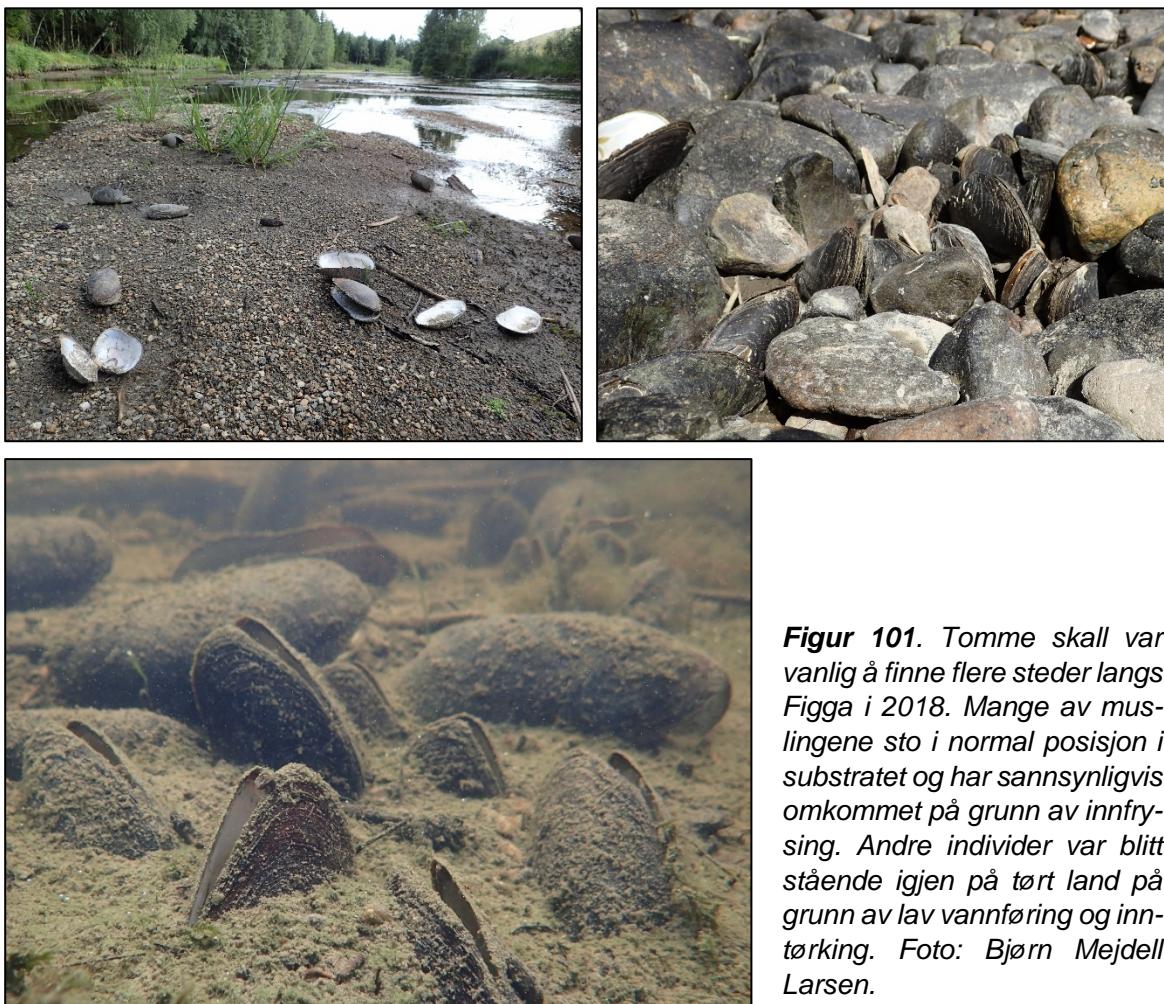 Figur 101. Tomme skall var
vanlig å finne flere steder langs
Figga i 2018. Mange av mus-
lingene sto i normal posisjon i
substratet og har sannsynligvis
omkommet på grunn av innfry-
sing. Andre individer var blitt
stående igjen på tørt land på
grunn av lav vannføring og inn-
tørking. Foto: Bjørn Mejdell
Larsen.